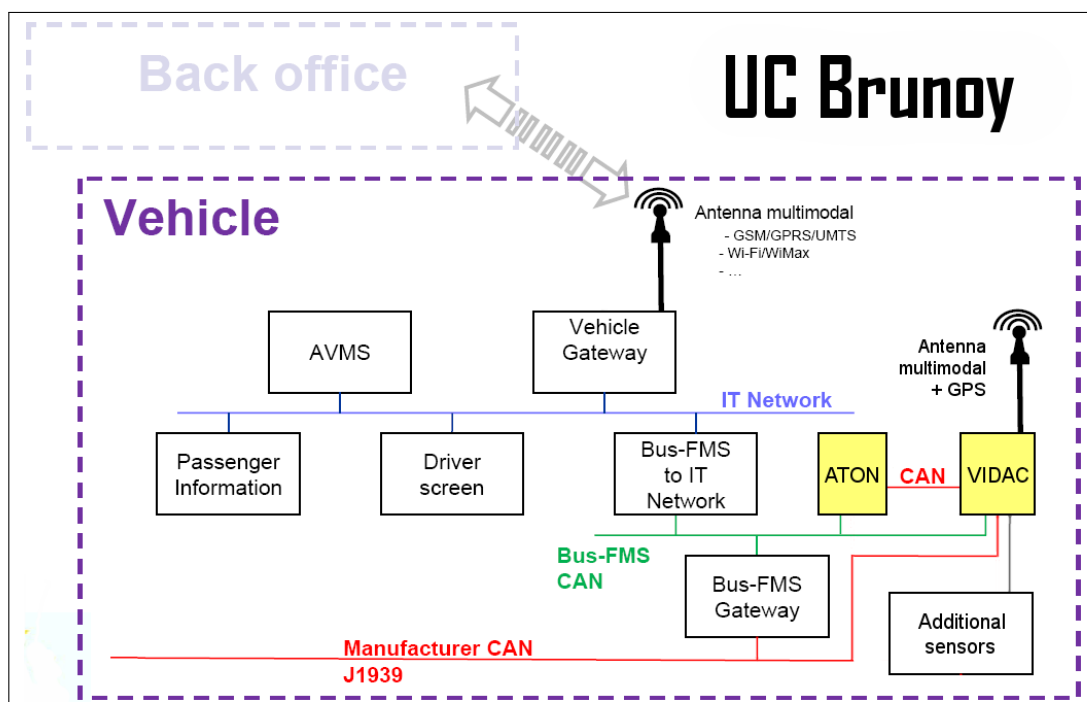 Back office
UC Brunoy
Vehicle
Antenna multimodal
- GSM/GPRS/UMTS
- Wi-Fi/WiMax
- ...
AVMS
Vehicle
Gateway
Antenna
multimodal
+ GPS
IT Network
Passenger
Information
Driver
screen
Bus-FMS
to IT
Network
ATON
CAN
VIDAC
Bus-FMS
CAN
Bus-FMS
Gateway
Additional
sensors
Manufacturer CAN
J1939